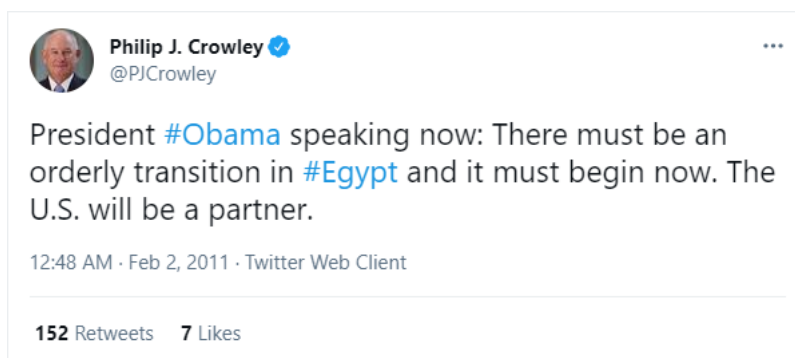 Philip J. Crowley
@PJCrowley
President #Obama speaking now: There must be an
orderly transition in #Egypt and it must begin now. The
U.S. will be a partner.
12:48 AM · Feb 2, 2011 · Twitter Web Client
152 Retweets 7 Likes